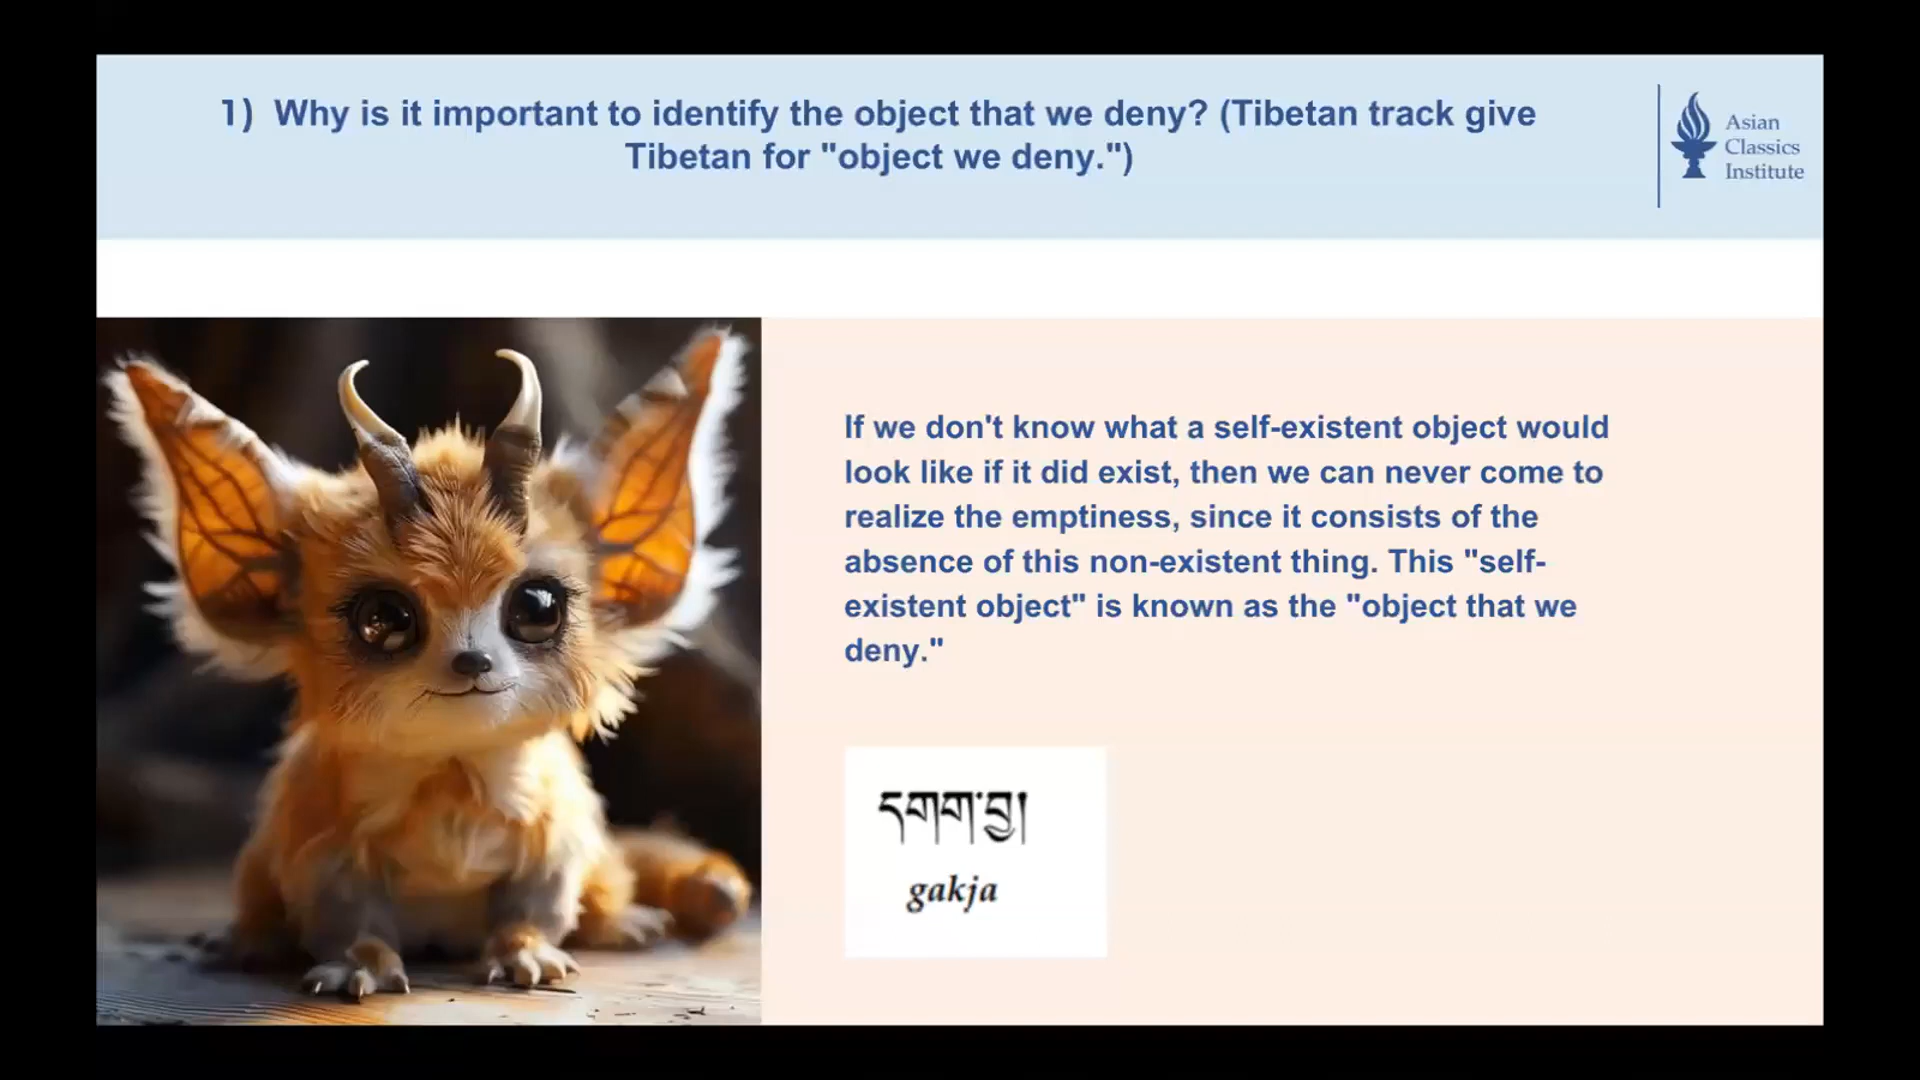 1) Why is it important to identify the object that we deny? (Tibetan track give
Tibetan for "object we deny.")
Asian
Classics
Institute
If we don't know what a self-existent object would
look like if it did exist, then we can never come to
realize the emptiness, since it consists of the
absence of this non-existent thing. This "self-
existent object" is known as the "object that we
deny."
དགག་བྱ།
gakja